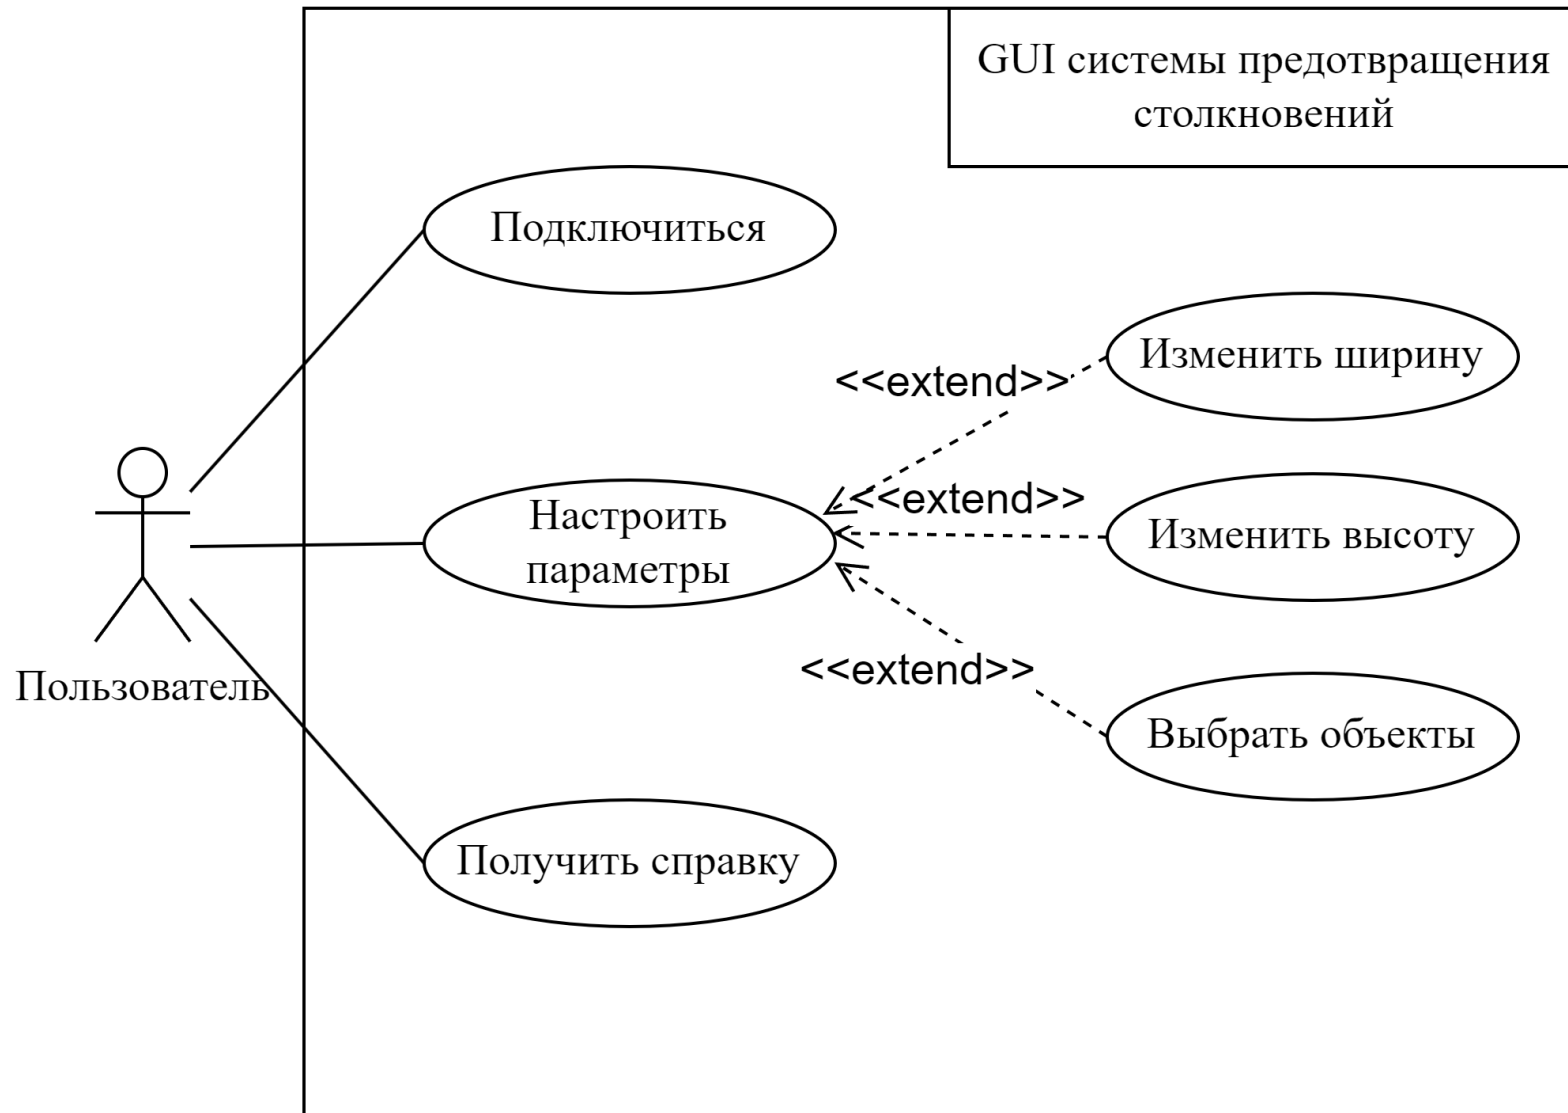 GUI системы предотвращения
столкновений
Подключиться
Изменить ширину
<<extend>>
<<extend>>
Настроить
параметры
Изменить высоту
<<extend>>
Пользователь
Выбрать объекты
Получить справку